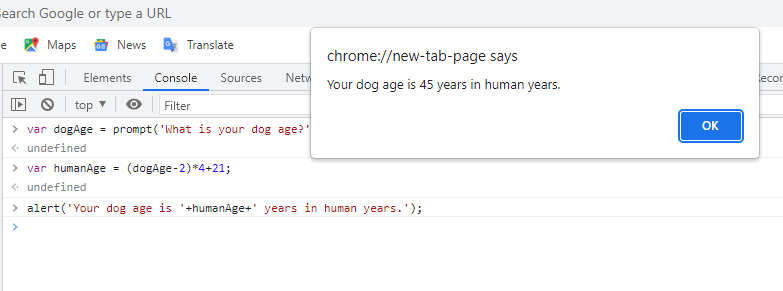 Search Google or type a URL
e Maps News Translate
chrome://new-tab-page says
Your dog age is 45 years in human years.
OK
Elements Console Sources Netw
Recor
top ▼ Filter
> var dogAge = prompt('What is your dog age?'
<· undefined
> var humanAge = (dogAge-2)*4+21;
<· undefined
> alert('Your dog age is '+humanAge+' years in human years.');
>